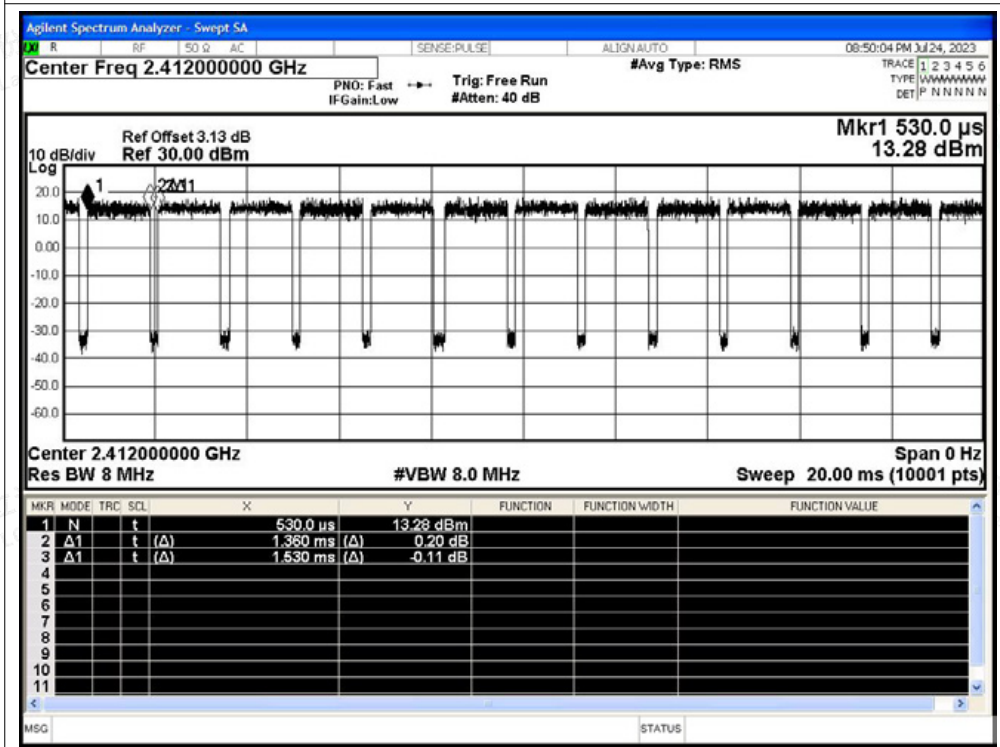 Agilent Spectrum Analyzer - Swept SA
LXI R RF 50 Ω AC SENSE:PULSE ALIGN AUTO 08:50:04 PM Jul 24, 2023
Center Freq 2.412000000 GHz #Avg Type: RMS TRACE 1 2 3 4 5 6
PNO: Fast Trig: Free Run TYPE WWWWWW
IFGain:Low #Atten: 40 dB DET P N N N N N
Mkr1 530.0 µs
Ref Offset 3.13 dB
10 dB/div Ref 30.00 dBm 13.28 dBm
Log
1
20.0
10.0
0.00
-10.0
-20.0
-30.0
-40.0
-50.0
-60.0
Center 2.412000000 GHz Span 0 Hz
Res BW 8 MHz #VBW 8.0 MHz Sweep 20.00 ms (10001 pts)
MKR MODE TRC SCL X Y FUNCTION FUNCTION WIDTH FUNCTION VALUE
1 N t 530.0 µs 13.28 dBm
2 Δ1 t (Δ) 1.360 ms (Δ) 0.20 dB
3 Δ1 t (Δ) 1.530 ms (Δ) -0.11 dB
4
5
6
7
8
9
10
11
MSG STATUS